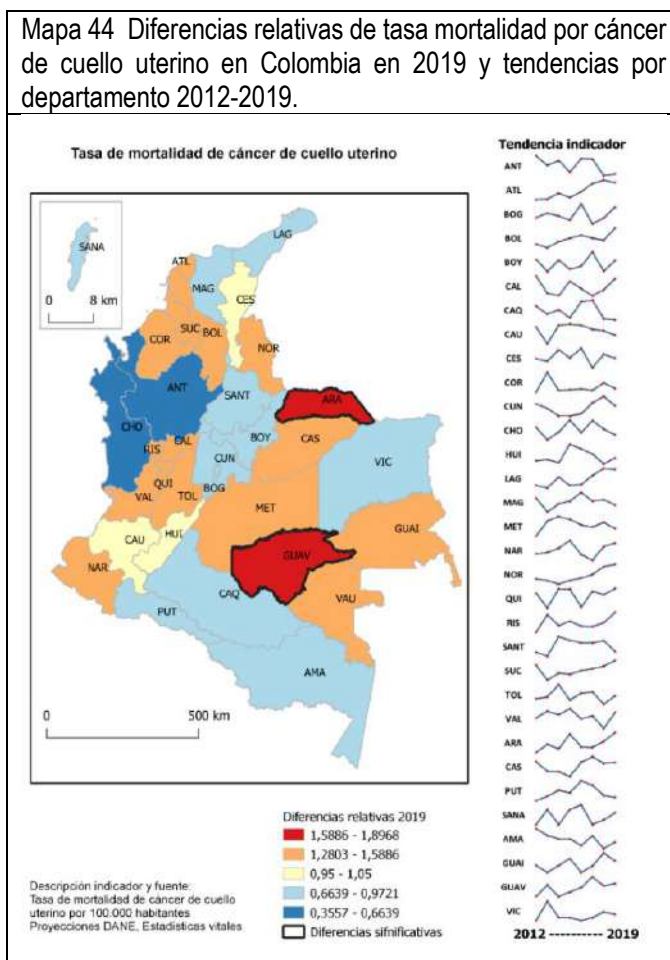 Mapa 44 Diferencias relativas de tasa mortalidad por cáncer
de cuello uterino en Colombia en 2019 y tendencias por
departamento 2012-2019.
Tasa de mortalidad de cáncer de cuello uterino
SANA
0 8 km
LAG
ATL
MAG
CES
SUC
COR
BOL
NOR
ANT
SANT
ARA
CHO
BOY
CAS
RIS
CAL
CUN
VIC
QUI
VAL
TOL
BOG
MET
GUAI
CAU
HUI
GUAV
NAR
CAQ
VAU
PUT
AMA
0 500 km
Tendencia indicador
ANT
ATL
BOG
BOL
BOY
CAL
CAQ
CAU
CES
COR
CUN
CHO
HUI
LAG
MAG
MET
NAR
NOR
QUI
RIS
SANT
SUC
TOL
VAL
ARA
CAS
PUT
SANA
AMA
GUAI
GUAV
VIC
2012 ---------- 2019
Diferencias relativas 2019
1,5886 - 1,8968
1,2803 - 1,5886
0,95 - 1,05
0,6639 - 0,9721
0,3557 - 0,6639
Diferencias sifnificativas
Descripción indicador y fuente:
Tasa de mortalidad de cáncer de cuello
uterino por 100.000 habitantes
Proyecciones DANE, Estadísticas vitales